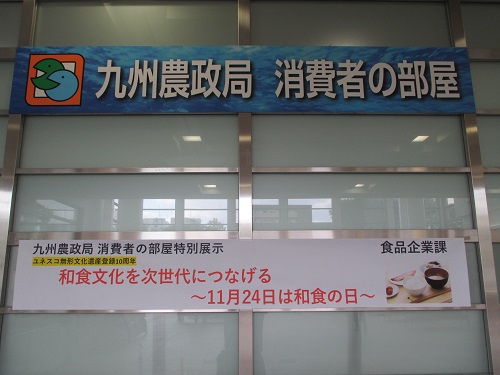 九州農政局 消費者の部屋
九州農政局 消費者の部屋特別展示
食品企業課
ユネスコ無形文化遺産登録10周年
和食文化を次世代につなげる
～11月24日は和食の日～